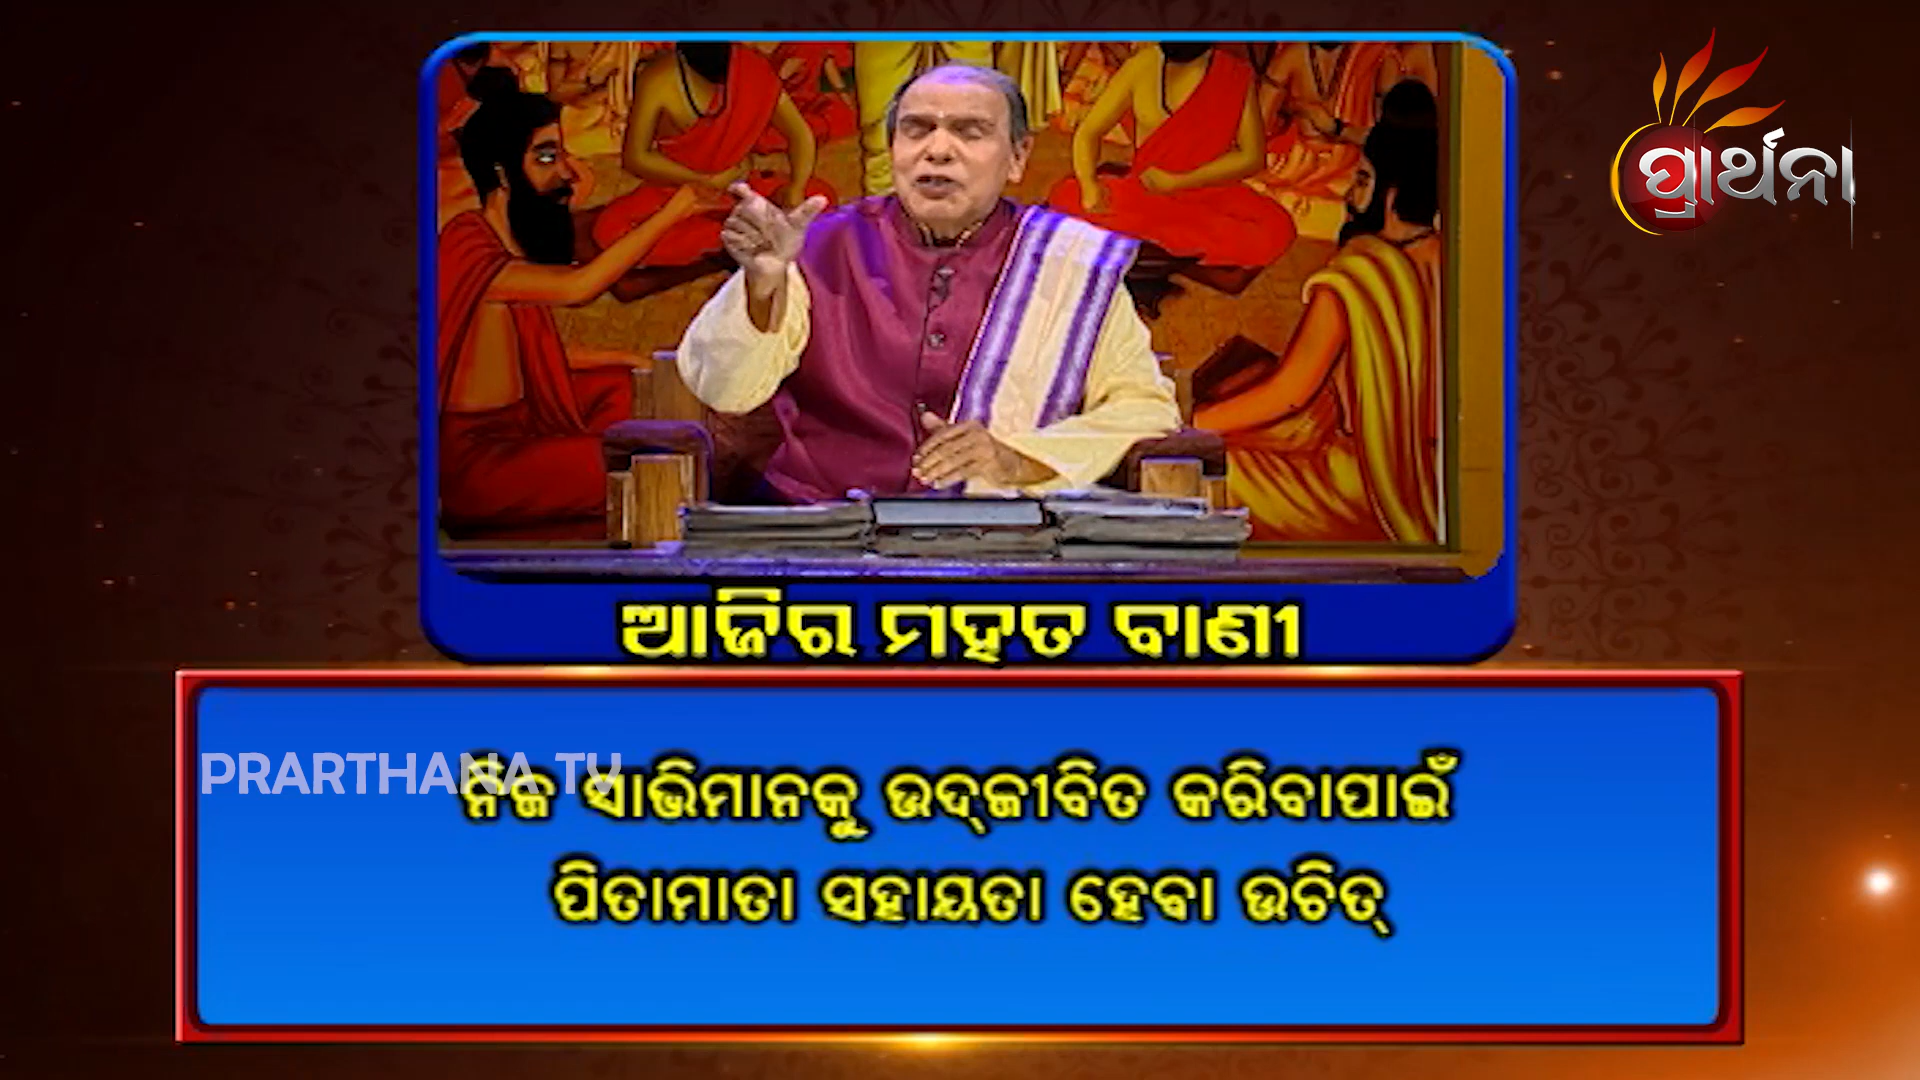 ପ୍ରାର୍ଥନା
ଆଜିର ମହତ ବାଣୀ
PRARTHANA TV
ନିଜ ସାଭିମାନକୁ ଉଦ୍‌ଜୀବିତ କରିବାପାଇଁ
ପିତାମାତା ସହାୟତା ହେବା ଉଚିତ୍